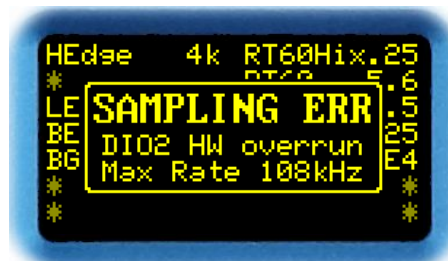 HEdge 4k RT60Hix.25
* 5.6
SAMPLING ERR
LE .5
DIO2 HW overrun
BE 25
Max Rate 108kHz
BG E4
* *
* *